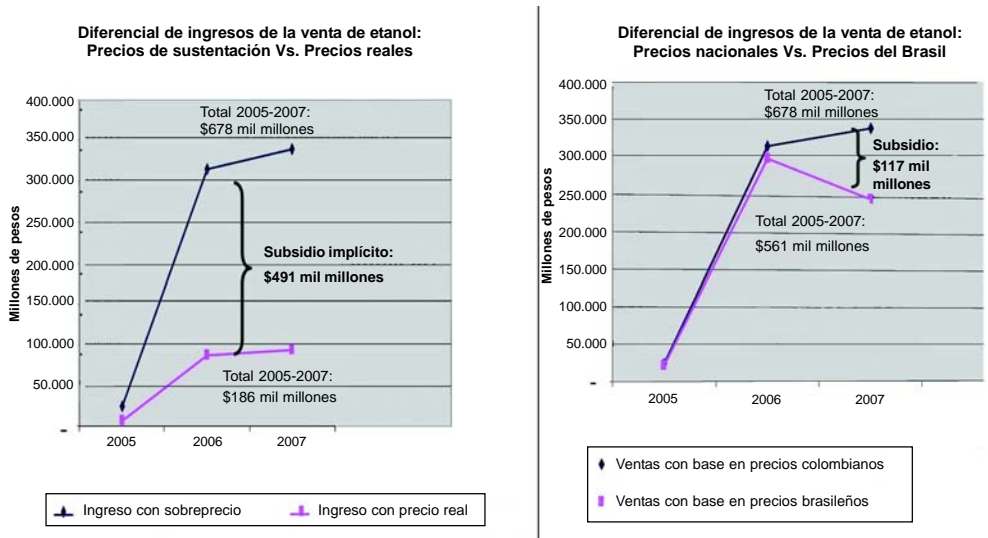 Diferencial de ingresos de la venta de etanol:
Precios de sustentación Vs. Precios reales
400.000
350.000
300.000
250.000
200.000
150.000
100.000
50.000
-
Millones de pesos
Total 2005-2007:
$678 mil millones
Subsidio implícito:
$491 mil millones
Total 2005-2007:
$186 mil millones
2005 2006 2007
Ingreso con sobreprecio Ingreso con precio real
Diferencial de ingresos de la venta de etanol:
Precios nacionales Vs. Precios del Brasil
400.000
350.000
300.000
250.000
200.000
150.000
100.000
50.000
-
Millones de pesos
Total 2005-2007:
$678 mil millones
Subsidio:
$117 mil
millones
Total 2005-2007:
$561 mil millones
2005 2006 2007
Ventas con base en precios colombianos
Ventas con base en precios brasileños